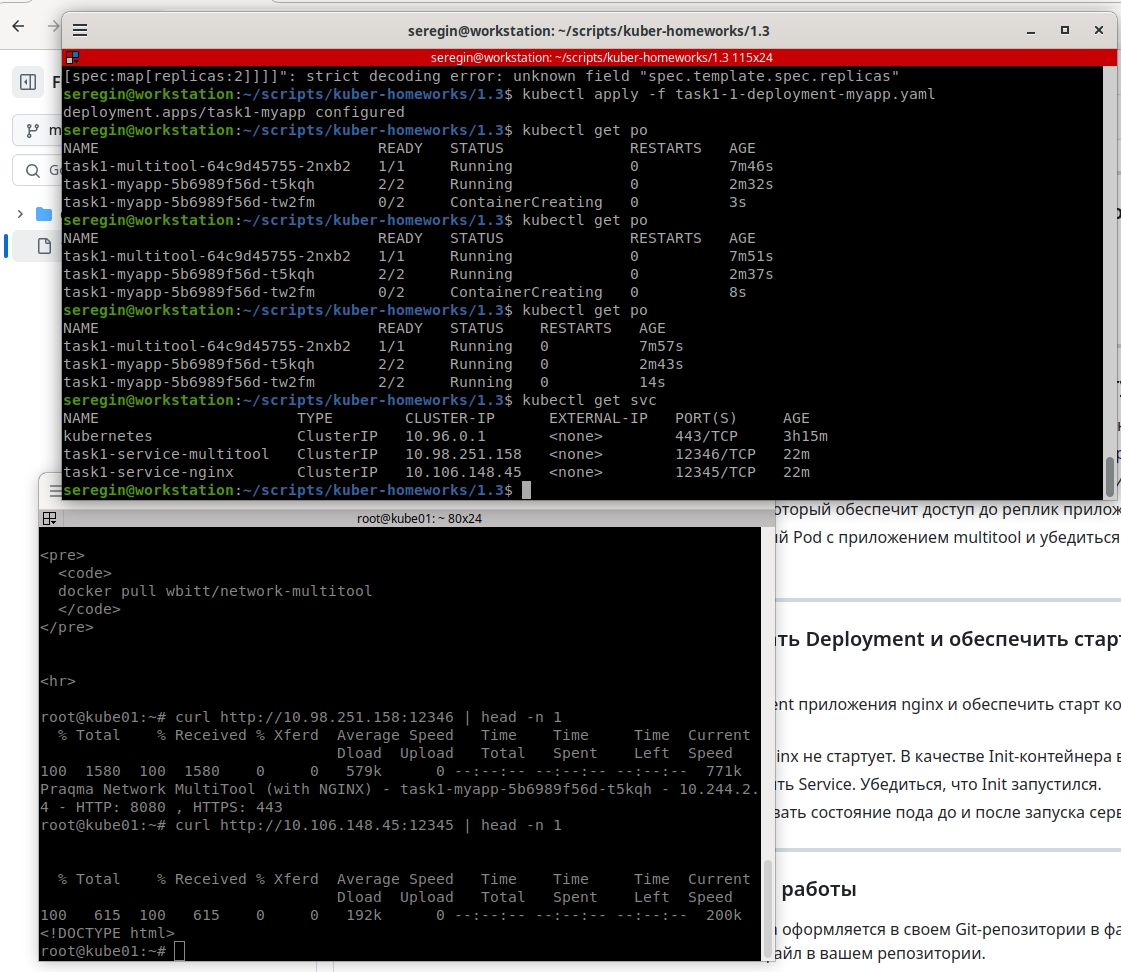 seregin@workstation: ~/scripts/kuber-homeworks/1.3
seregin@workstation: ~/scripts/kuber-homeworks/1.3 115x24
[spec:map[replicas:2]]]]": strict decoding error: unknown field "spec.template.spec.replicas"
seregin@workstation:~/scripts/kuber-homeworks/1.3$ kubectl apply -f task1-1-deployment-myapp.yaml
deployment.apps/task1-myapp configured
seregin@workstation:~/scripts/kuber-homeworks/1.3$ kubectl get po
NAME READY STATUS RESTARTS AGE
task1-multitool-64c9d45755-2nxb2 1/1 Running 0 7m46s
task1-myapp-5b6989f56d-t5kqh 2/2 Running 0 2m32s
task1-myapp-5b6989f56d-tw2fm 0/2 ContainerCreating 0 3s
seregin@workstation:~/scripts/kuber-homeworks/1.3$ kubectl get po
NAME READY STATUS RESTARTS AGE
task1-multitool-64c9d45755-2nxb2 1/1 Running 0 7m51s
task1-myapp-5b6989f56d-t5kqh 2/2 Running 0 2m37s
task1-myapp-5b6989f56d-tw2fm 0/2 ContainerCreating 0 8s
seregin@workstation:~/scripts/kuber-homeworks/1.3$ kubectl get po
NAME READY STATUS RESTARTS AGE
task1-multitool-64c9d45755-2nxb2 1/1 Running 0 7m57s
task1-myapp-5b6989f56d-t5kqh 2/2 Running 0 2m43s
task1-myapp-5b6989f56d-tw2fm 2/2 Running 0 14s
seregin@workstation:~/scripts/kuber-homeworks/1.3$ kubectl get svc
NAME TYPE CLUSTER-IP EXTERNAL-IP PORT(S) AGE
kubernetes ClusterIP 10.96.0.1 <none> 443/TCP 3h15m
task1-service-multitool ClusterIP 10.98.251.158 <none> 12346/TCP 22m
task1-service-nginx ClusterIP 10.106.148.45 <none> 12345/TCP 22m
seregin@workstation:~/scripts/kuber-homeworks/1.3$
root@kube01: ~ 80x24
<pre>
<code>
docker pull wbitt/network-multitool
</code>
</pre>
<hr>
root@kube01:~# curl http://10.98.251.158:12346 | head -n 1
% Total % Received % Xferd Average Speed Time Time Time Current
Dload Upload Total Spent Left Speed
100 1580 100 1580 0 0 579k 0 --:--:-- --:--:-- --:--:-- 771k
Praqma Network MultiTool (with NGINX) - task1-myapp-5b6989f56d-t5kqh - 10.244.2.
4 - HTTP: 8080 , HTTPS: 443
root@kube01:~# curl http://10.106.148.45:12345 | head -n 1
% Total % Received % Xferd Average Speed Time Time Time Current
Dload Upload Total Spent Left Speed
100 615 100 615 0 0 192k 0 --:--:-- --:--:-- --:--:-- 200k
<!DOCTYPE html>
root@kube01:~#
оторый обеспечит доступ до реплик прилож
й Pod с приложением multitool и убедиться
ть Deployment и обеспечить стар
ent приложения nginx и обеспечить старт ко
inx не стартует. В качестве Init-контейнера в
ть Service. Убедиться, что Init запустился.
зать состояние пода до и после запуска серв
работы
оформляется в своем Git-репозитории в фа
айл в вашем репозитории.